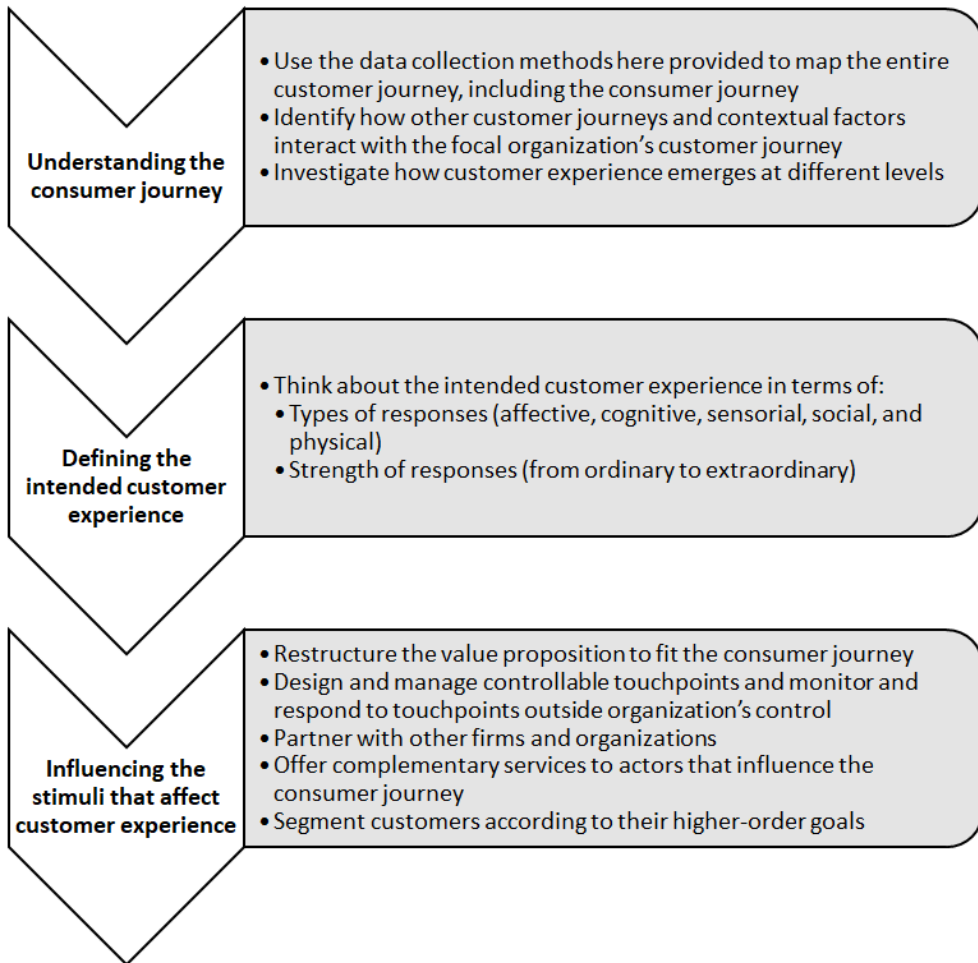 Understanding the
consumer journey
• Use the data collection methods here provided to map the entire
customer journey, including the consumer journey
• Identify how other customer journeys and contextual factors
interact with the focal organization's customer journey
• Investigate how customer experience emerges at different levels
Defining the
intended customer
experience
• Think about the intended customer experience in terms of:
• Types of responses (affective, cognitive, sensorial, social, and
physical)
• Strength of responses (from ordinary to extraordinary)
Influencing the
stimuli that affect
customer experience
• Restructure the value proposition to fit the consumer journey
• Design and manage controllable touchpoints and monitor and
respond to touchpoints outside organization's control
• Partner with other firms and organizations
• Offer complementary services to actors that influence the
consumer journey
• Segment customers according to their higher-order goals